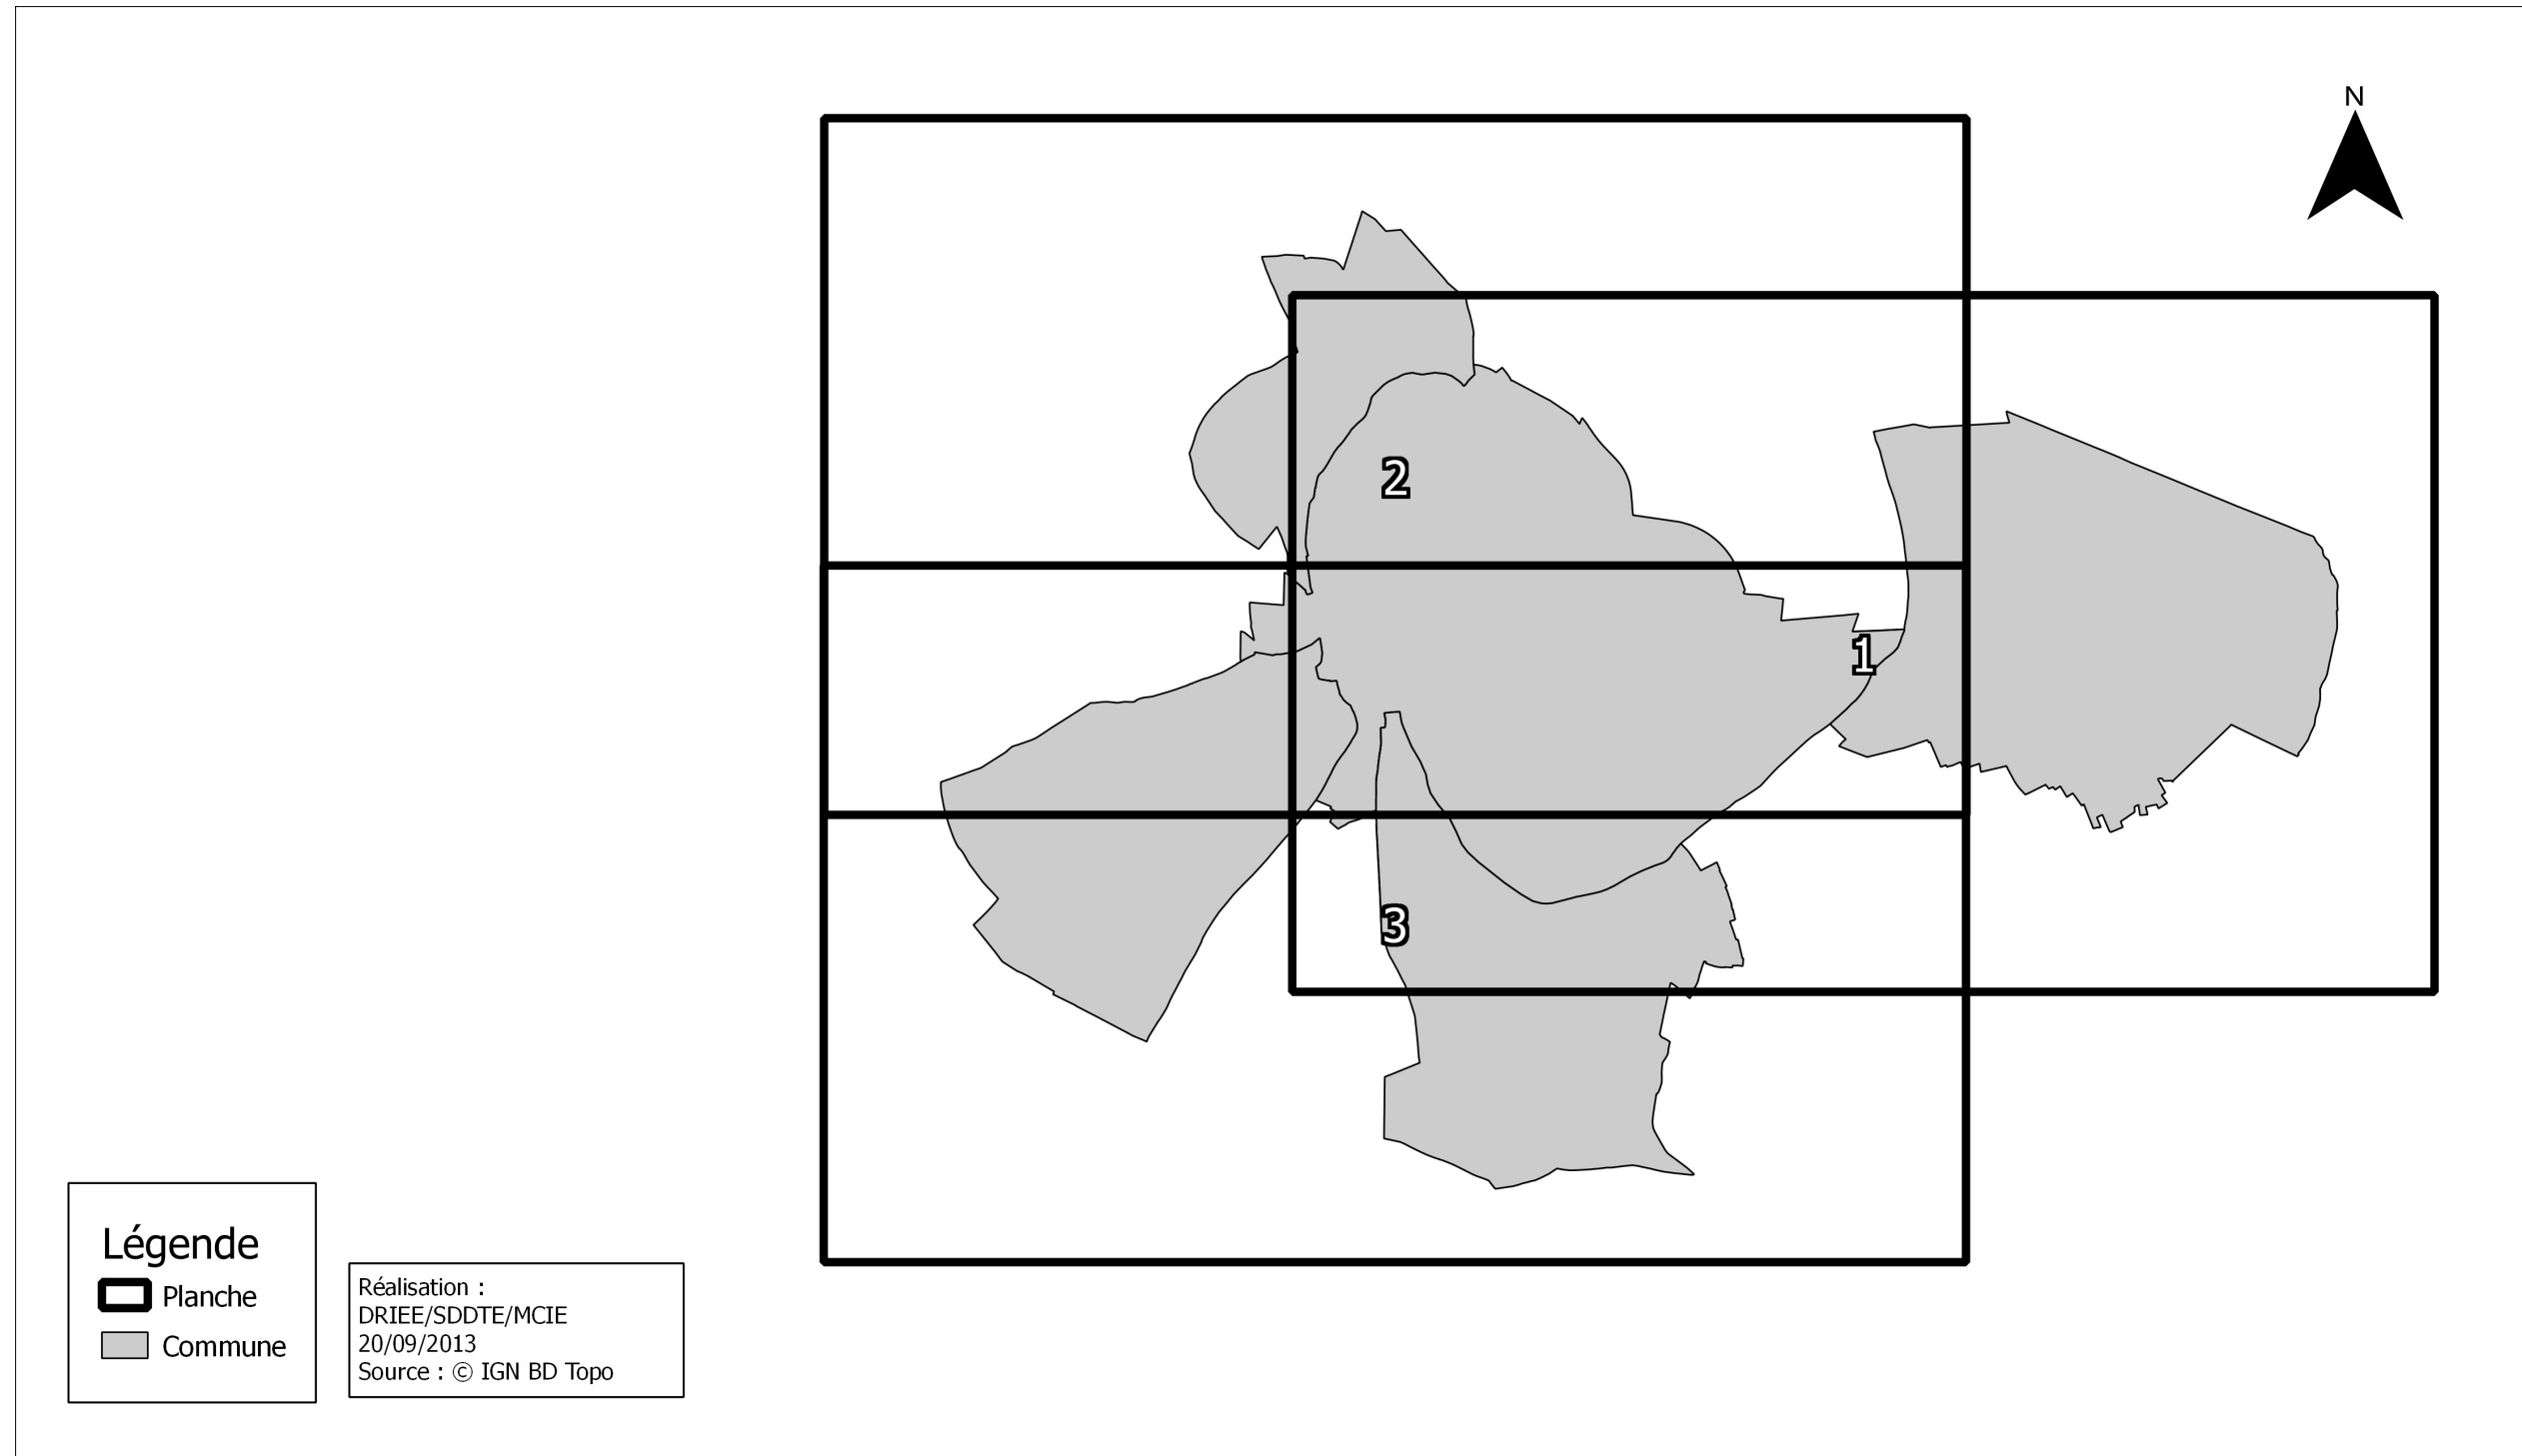 N
2
1
3
Légende
Planche
Commune
Réalisation :
DRIEE/SDDTE/MCIE
20/09/2013
Source : © IGN BD Topo